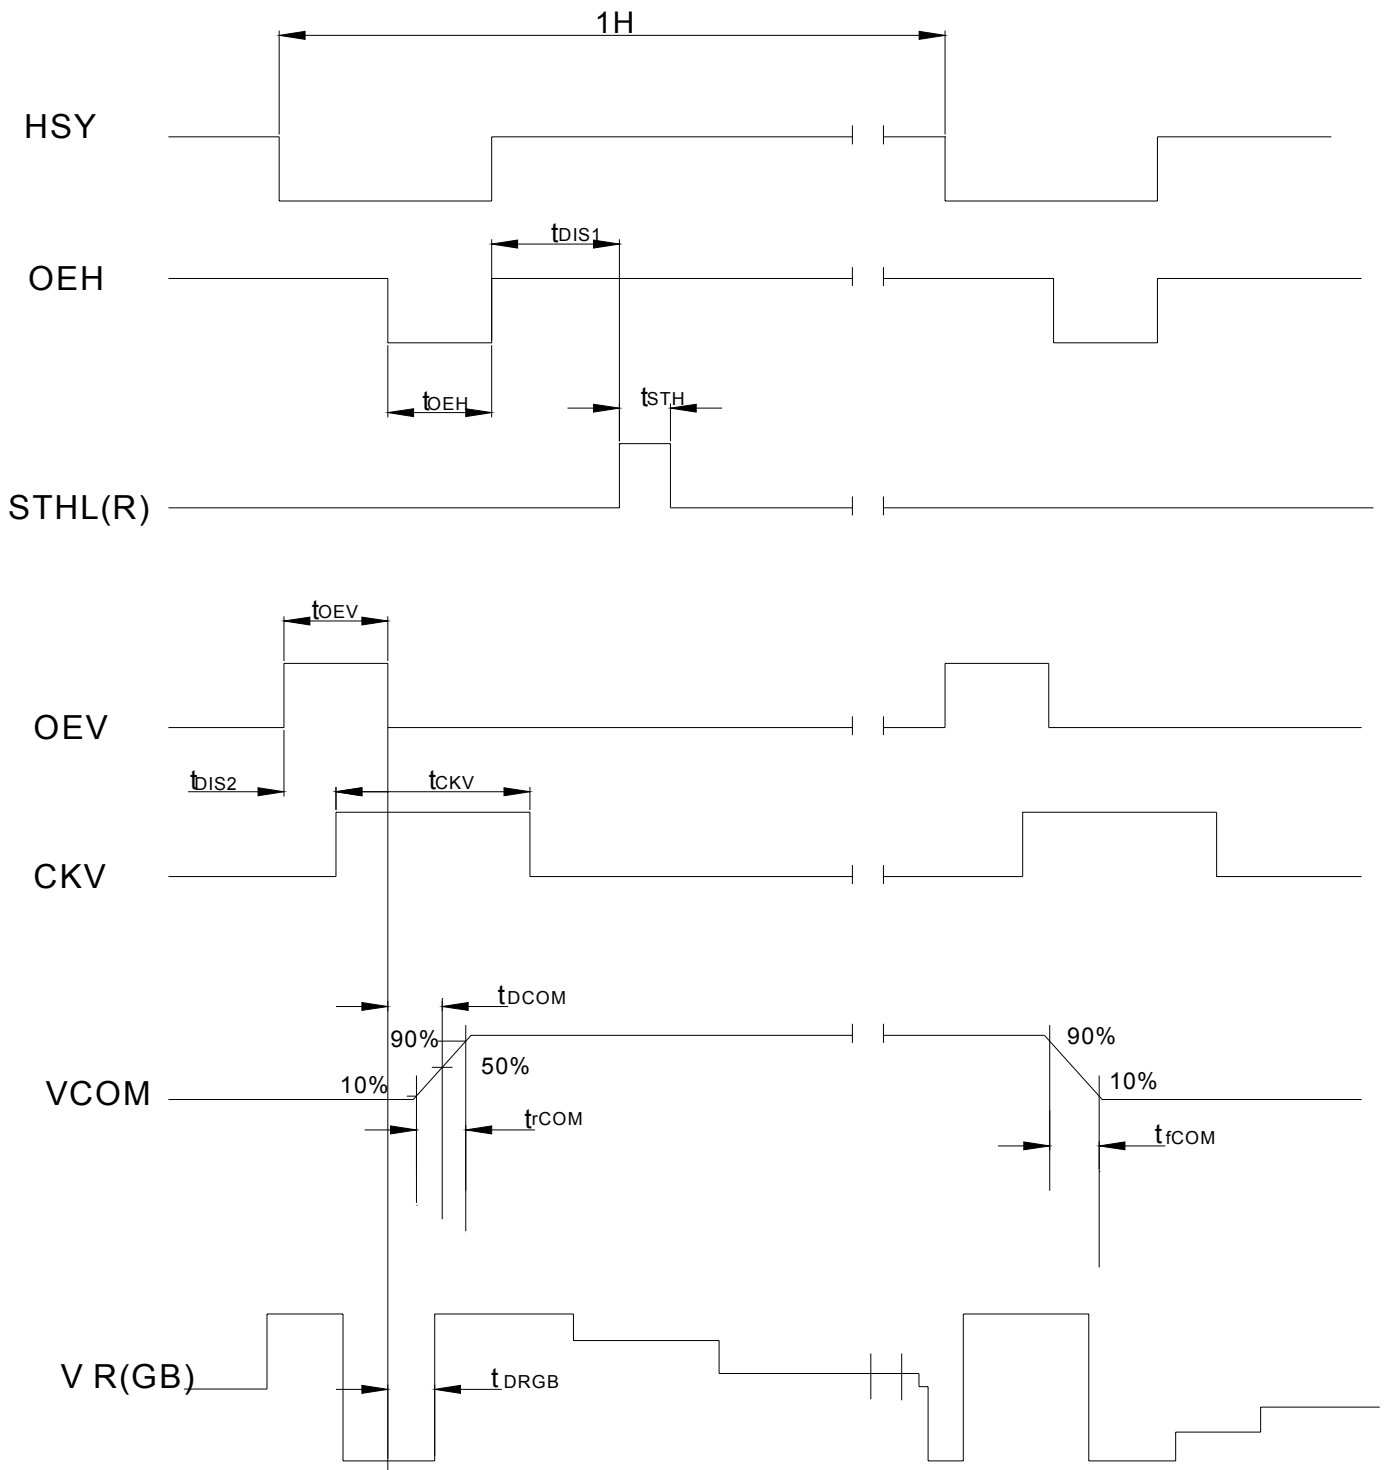 1H
HSY
tDIS1
OEH
tOEH
tSTH
STHL(R)
tOEV
OEV
tDIS2
tCKV
CKV
tDCOM
90%
50%
10%
VCOM
trCOM
90%
10%
tfCOM
V R(GB)
tDRGB